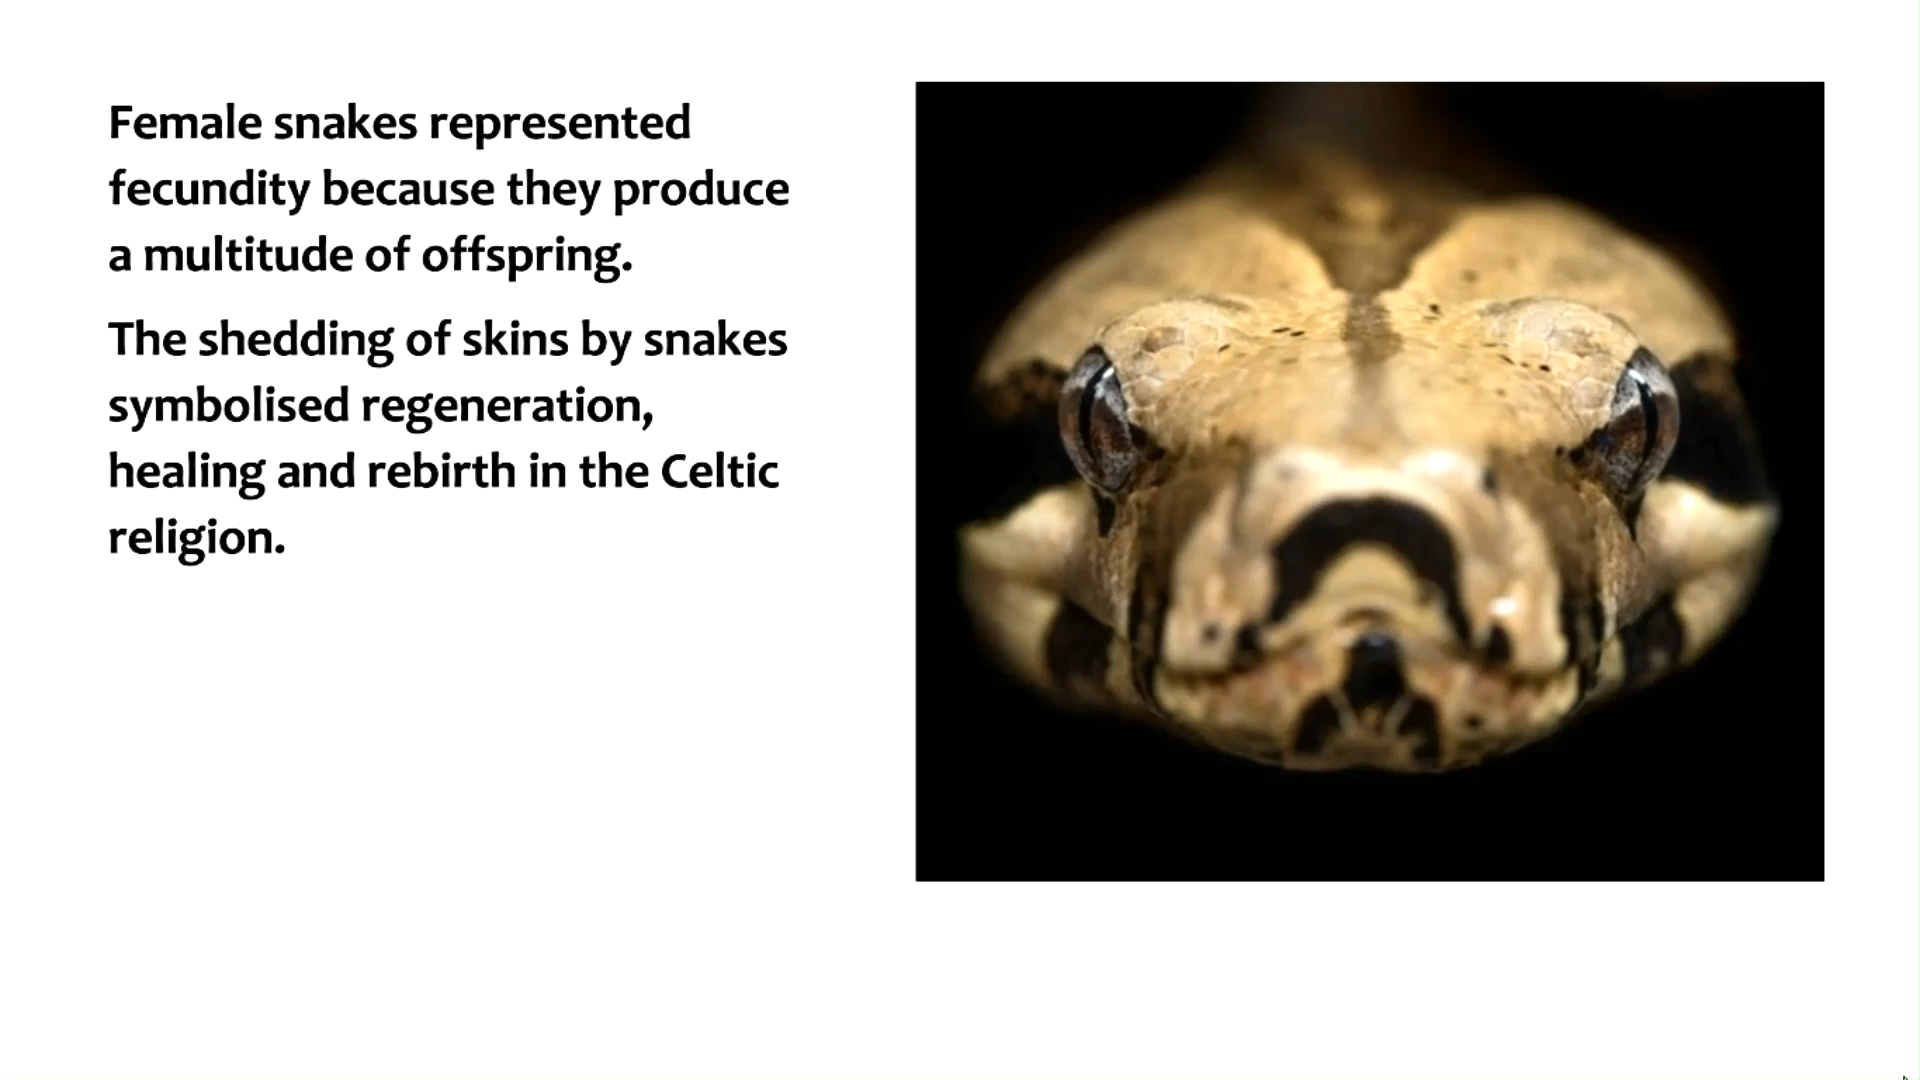 Female snakes represented
fecundity because they produce
a multitude of offspring.
The shedding of skins by snakes
symbolised regeneration,
healing and rebirth in the Celtic
religion.